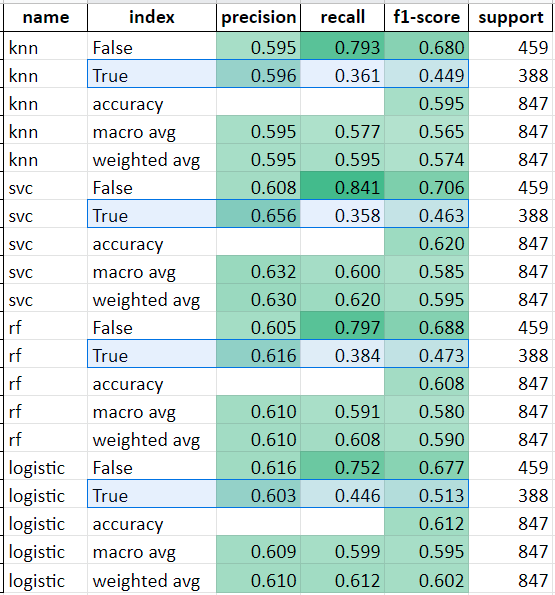 name index precision recall f1-score support
knn False 0.595 0.793 0.680 459
knn True 0.596 0.361 0.449 388
knn accuracy 0.595 847
knn macro avg 0.595 0.577 0.565 847
knn weighted avg 0.595 0.595 0.574 847
svc False 0.608 0.841 0.706 459
svc True 0.656 0.358 0.463 388
svc accuracy 0.620 847
svc macro avg 0.632 0.600 0.585 847
svc weighted avg 0.630 0.620 0.595 847
rf False 0.605 0.797 0.688 459
rf True 0.616 0.384 0.473 388
rf accuracy 0.608 847
rf macro avg 0.610 0.591 0.580 847
rf weighted avg 0.610 0.608 0.590 847
logistic False 0.616 0.752 0.677 459
logistic True 0.603 0.446 0.513 388
logistic accuracy 0.612 847
logistic macro avg 0.609 0.599 0.595 847
logistic weighted avg 0.610 0.612 0.602 847